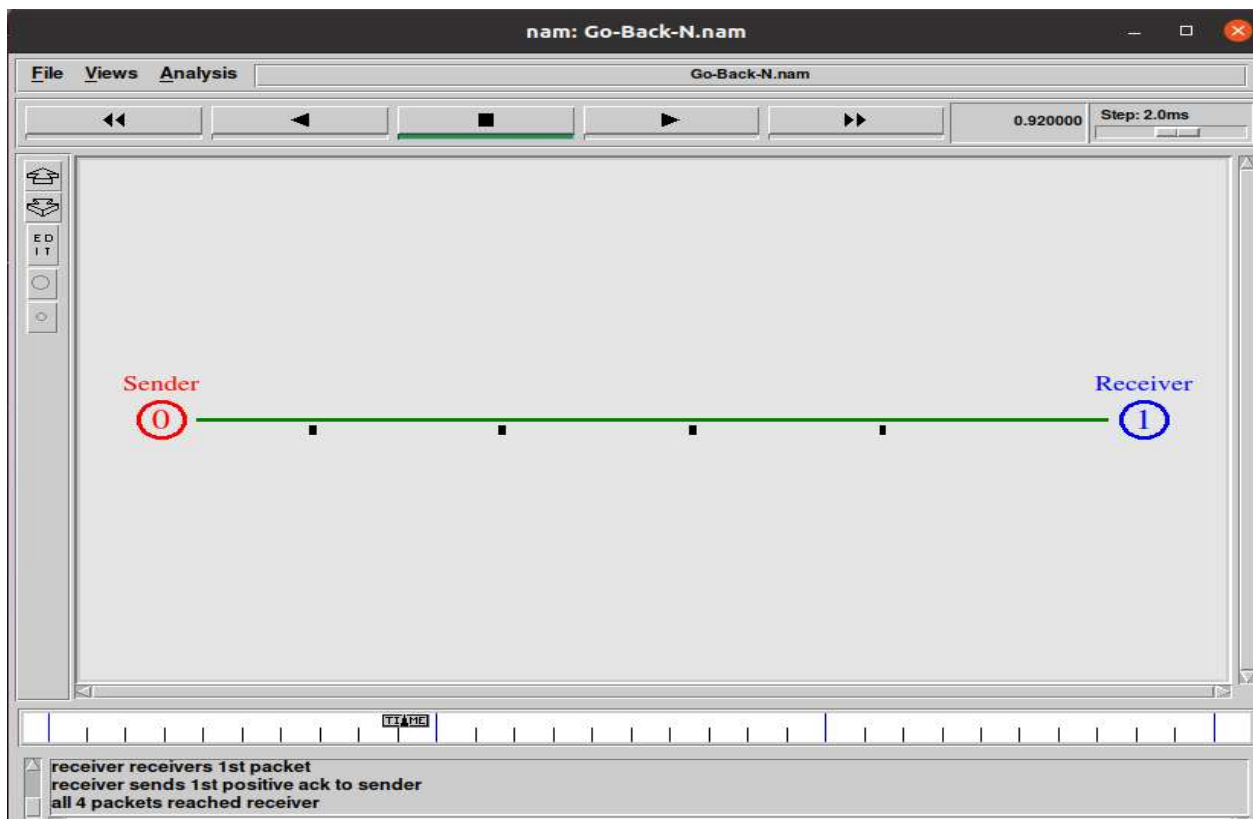 nam: Go-Back-N.nam
File Views Analysis Go-Back-N.nam
0.920000 Step: 2.0ms
ED
IT
Sender Receiver
0 1
TIME
receiver receivers 1st packet
receiver sends 1st positive ack to sender
all 4 packets reached receiver